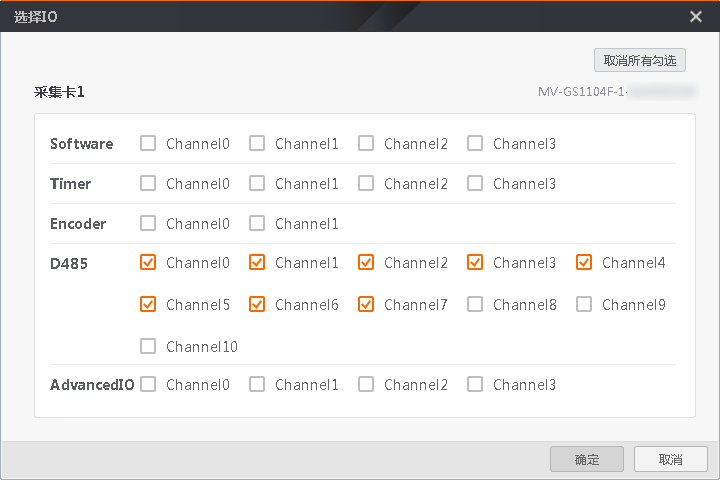 选择IO
取消所有勾选
采集卡1 MV-GS1104F-1-
Software Channel0 Channel1 Channel2 Channel3
Timer Channel0 Channel1 Channel2 Channel3
Encoder Channel0 Channel1
D485 Channel0 Channel1 Channel2 Channel3 Channel4
Channel5 Channel6 Channel7 Channel8 Channel9
Channel10
AdvancedIO Channel0 Channel1 Channel2 Channel3
确定 取消